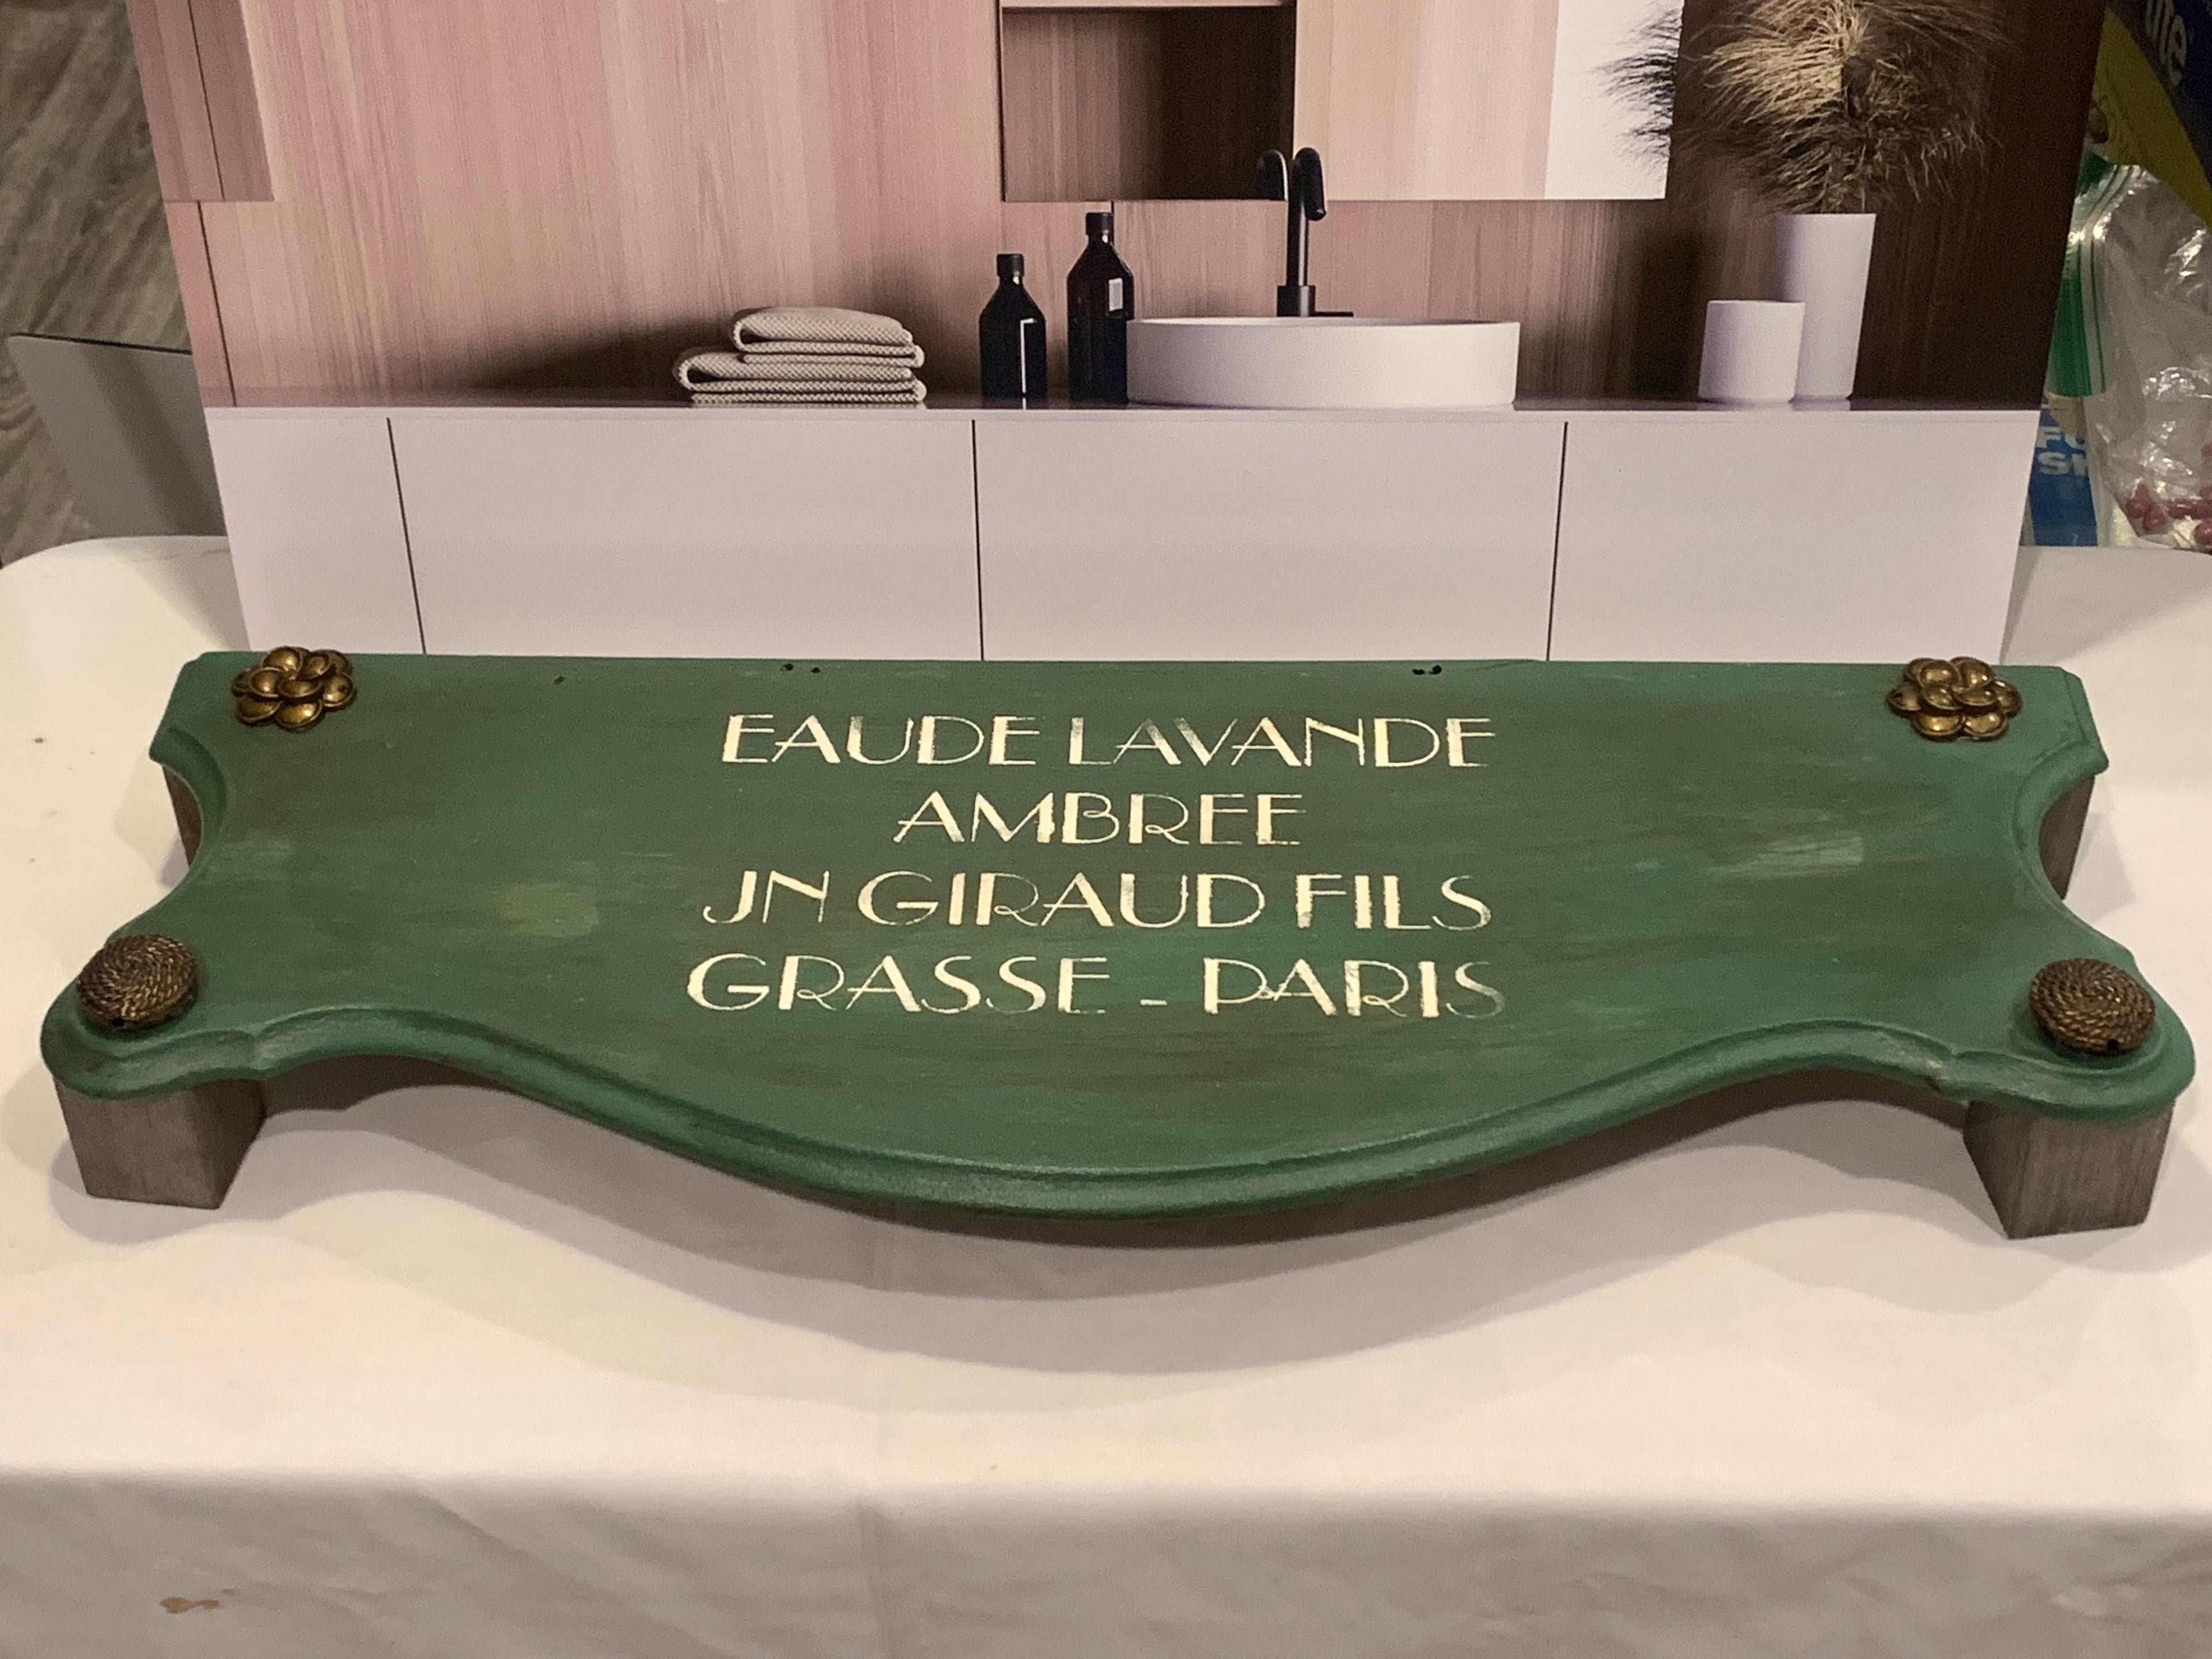 EAUDE LAVANDE
AMBREE
JN GIRAUD FILS
GRASSE - PARIS